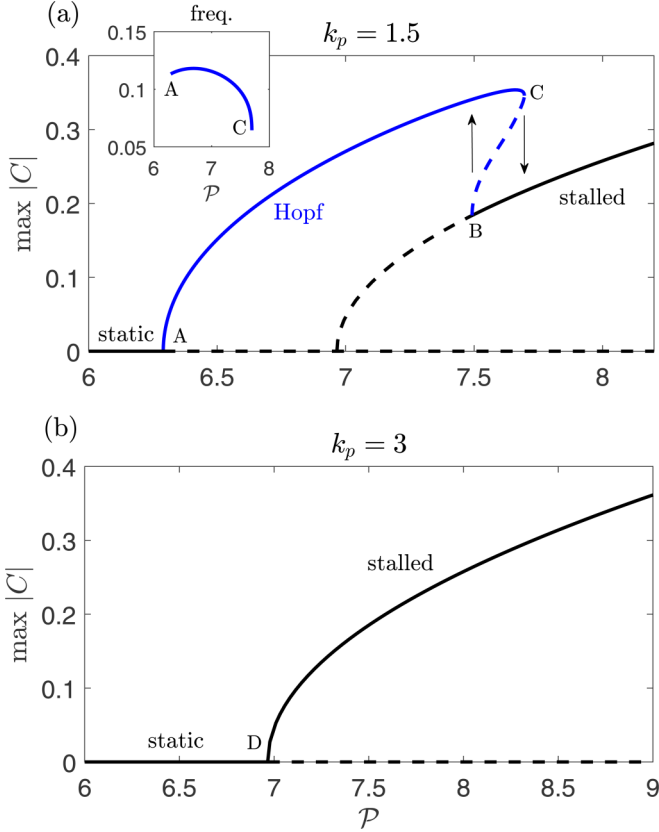 (a)
freq.
k_p = 1.5
0.15
0.1
0.05
6
7
8
𝒫
A
C
0.4
0.3
0.2
0.1
0
max |C|
C
Hopf
B
stalled
static
A
6
6.5
7
7.5
8
(b)
k_p = 3
0.4
0.3
0.2
0.1
0
max |C|
stalled
static
D
6
6.5
7
7.5
8
8.5
9
𝒫